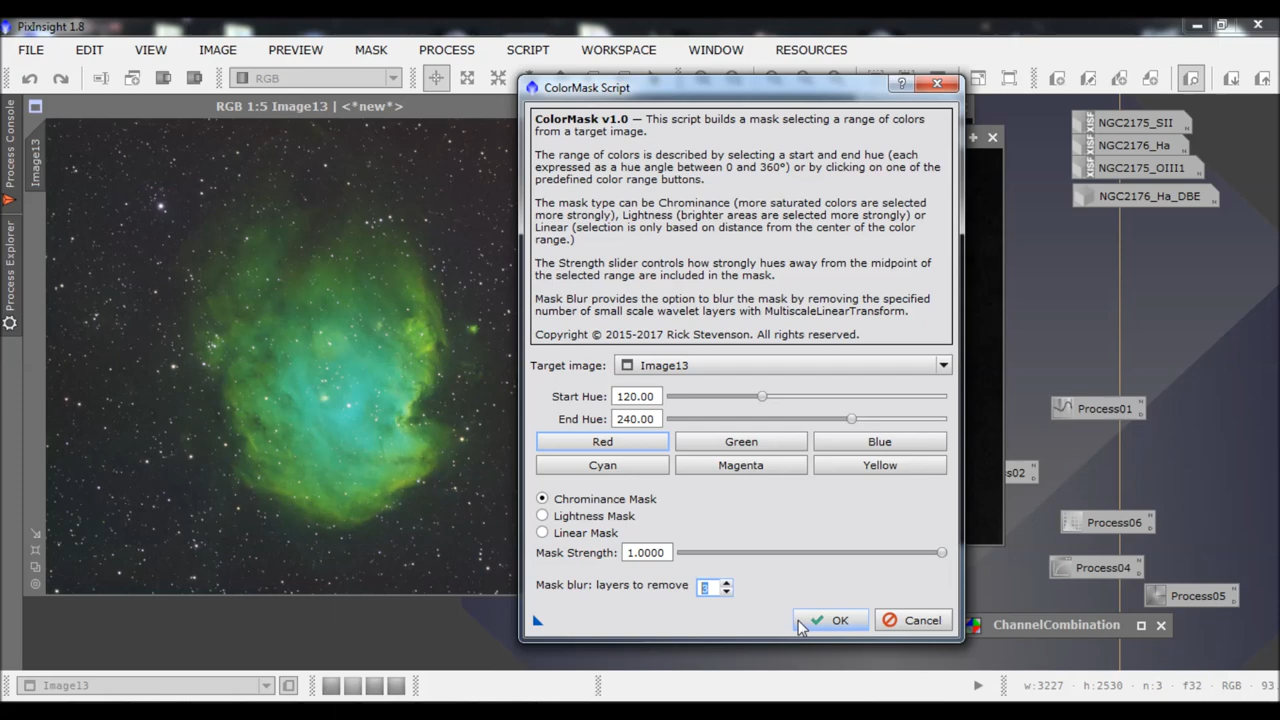 PixInsight 1.8
FILE EDIT VIEW IMAGE PREVIEW MASK PROCESS SCRIPT WORKSPACE WINDOW RESOURCES
RGB
RGB 1:5 Image13 | <*new*>
Process Console
Process Explorer
Image13
ColorMask Script
ColorMask v1.0 — This script builds a mask selecting a range of colors
from a target image.
The range of colors is described by selecting a start and end hue (each
expressed as a hue angle between 0 and 360°) or by clicking on one of the
predefined color range buttons.
The mask type can be Chrominance (more saturated colors are selected
more strongly), Lightness (brighter areas are selected more strongly) or
Linear (selection is only based on distance from the center of the color
range.)
The Strength slider controls how strongly hues away from the midpoint of
the selected range are included in the mask.
Mask Blur provides the option to blur the mask by removing the specified
number of small scale wavelet layers with MultiscaleLinearTransform.
Copyright © 2015-2017 Rick Stevenson. All rights reserved.
Target image: Image13
Start Hue: 120.00
End Hue: 240.00
Red Green Blue
Cyan Magenta Yellow
Chrominance Mask
Lightness Mask
Linear Mask
Mask Strength: 1.0000
Mask blur: layers to remove 3
OK Cancel
NGC2175_SII
NGC2176_Ha
NGC2175_OIII1
NGC2176_Ha_DBE
XISF
XISF
XISF
Process01
ss02
Process06
Process04
Process05
ChannelCombination
Image13
w:3227 · h:2530 · n:3 · f32 · RGB · 93